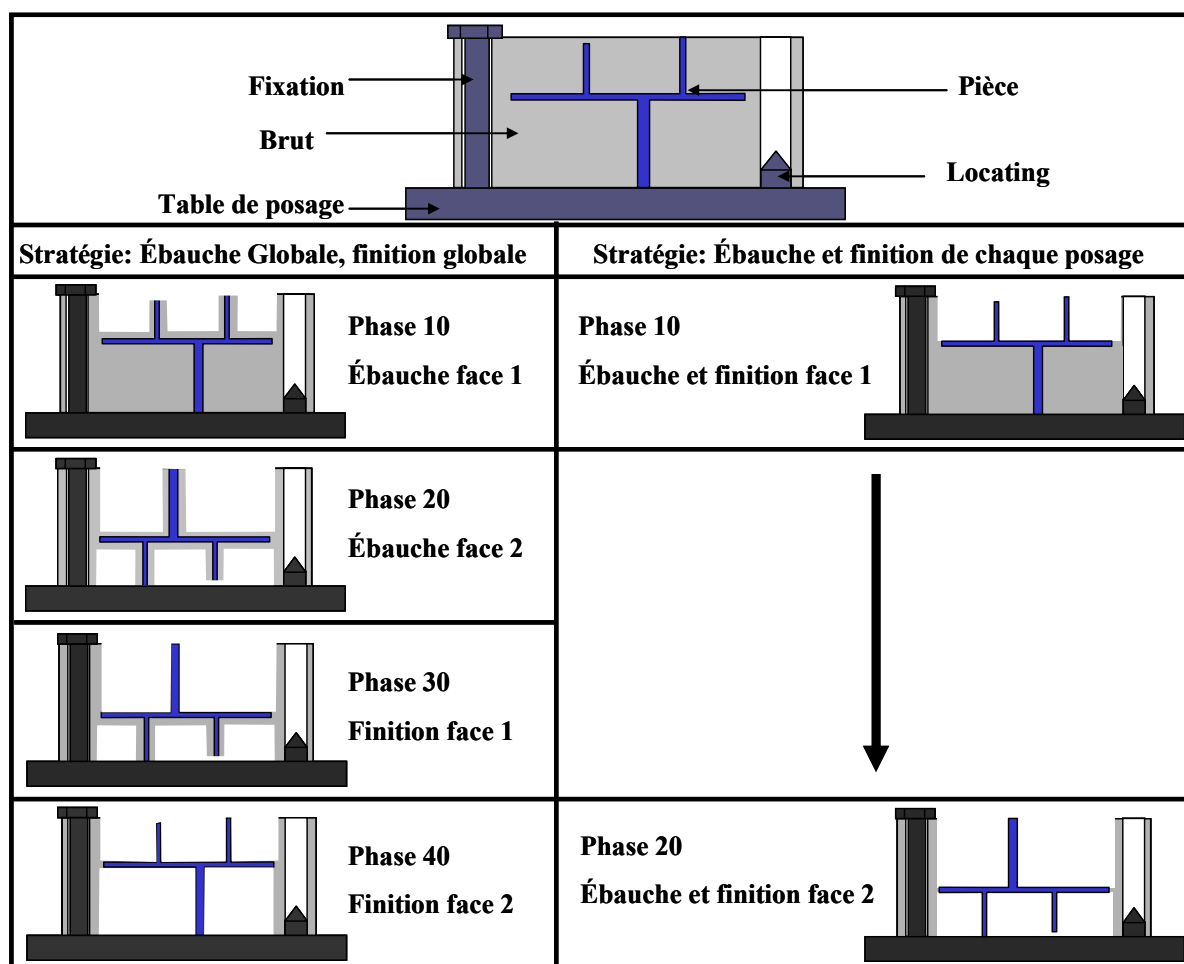 Fixation
Pièce
Brut
Locating
Table de posage
Stratégie: Ébauche Globale, finition globale
Stratégie: Ébauche et finition de chaque posage
Phase 10
Ébauche face 1
Phase 10
Ébauche et finition face 1
Phase 20
Ébauche face 2
Phase 30
Finition face 1
Phase 40
Finition face 2
Phase 20
Ébauche et finition face 2